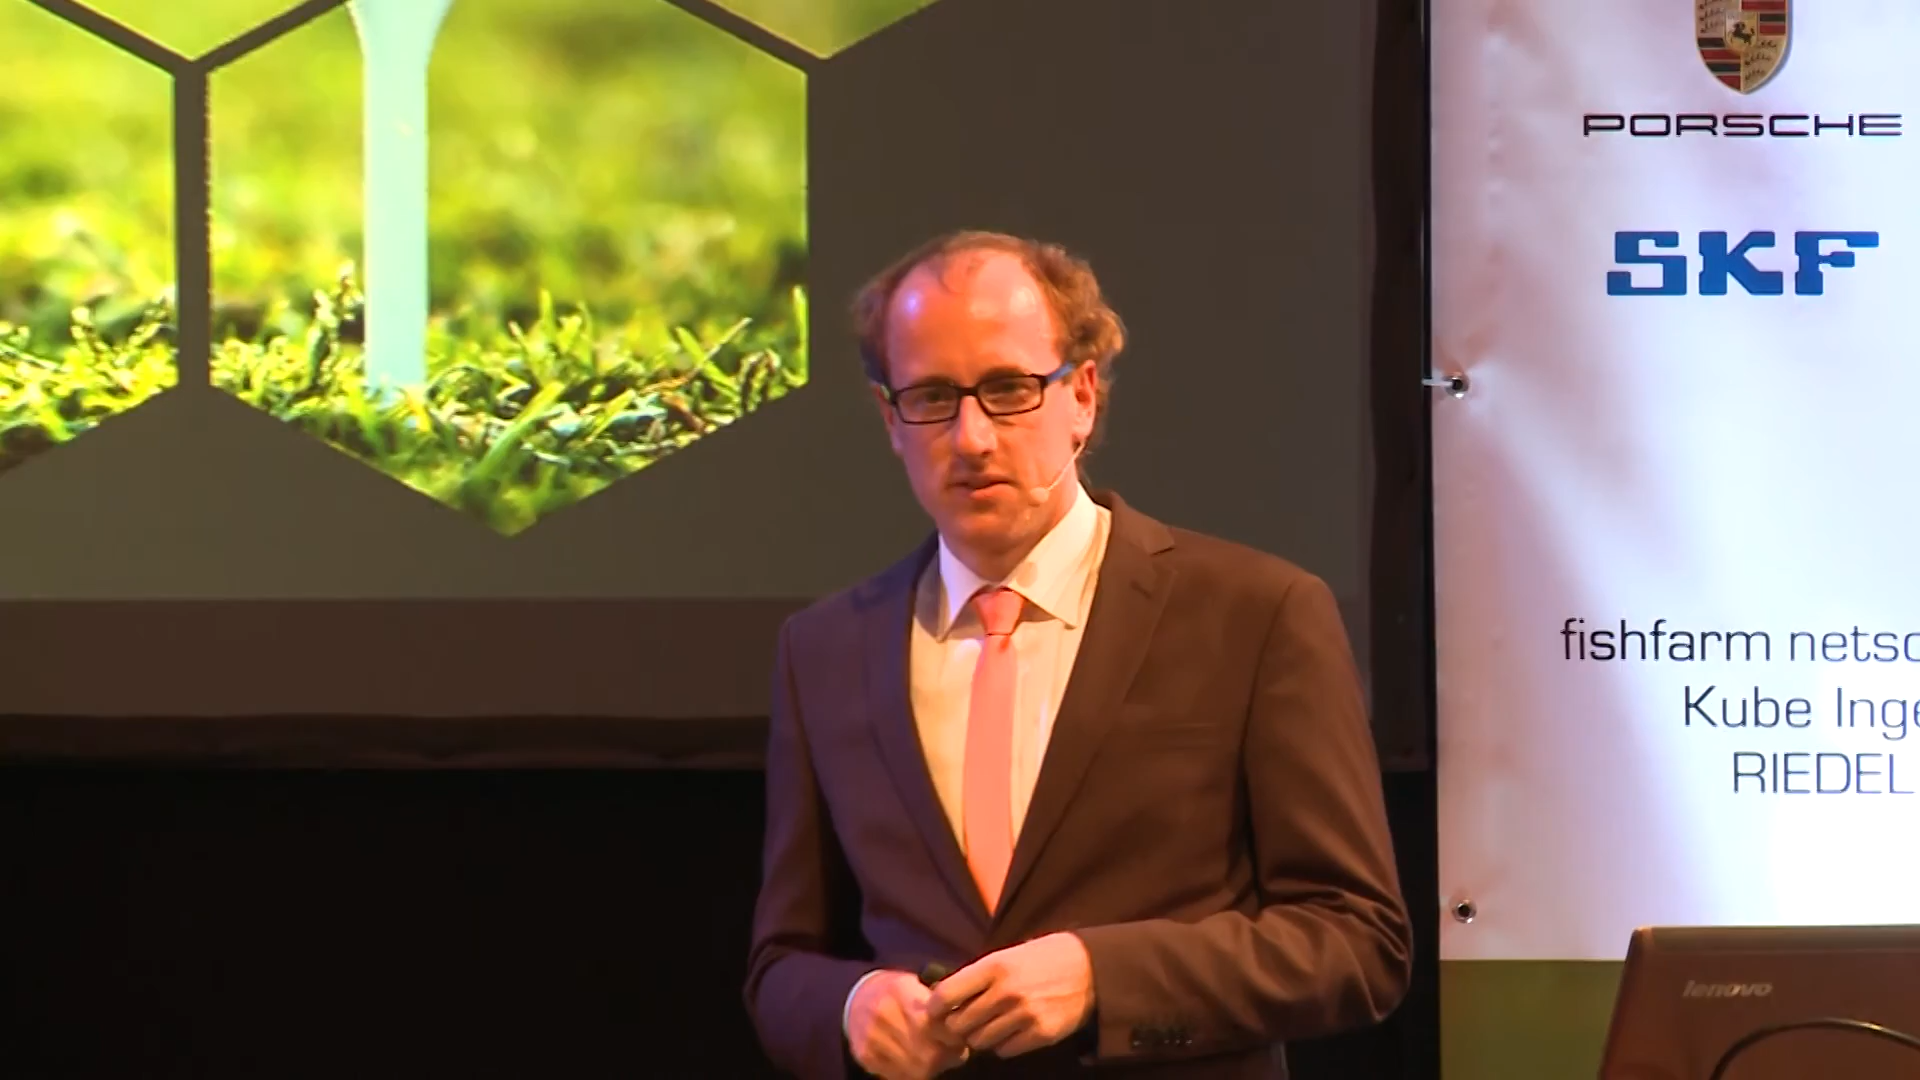 PORSCHE
SKF
fishfarm netsc
Kube Inge
RIEDEL
lenovo